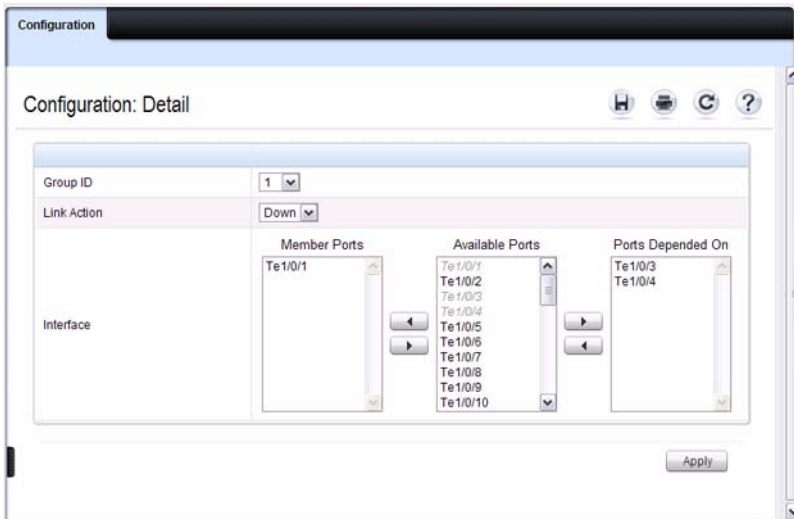 Configuration
Configuration: Detail
Group ID
1
Link Action
Down
Interface
Member Ports
Te1/0/1
Available Ports
Te1/0/1
Te1/0/2
Te1/0/3
Te1/0/4
Te1/0/5
Te1/0/6
Te1/0/7
Te1/0/8
Te1/0/9
Te1/0/10
Ports Depended On
Te1/0/3
Te1/0/4
Apply